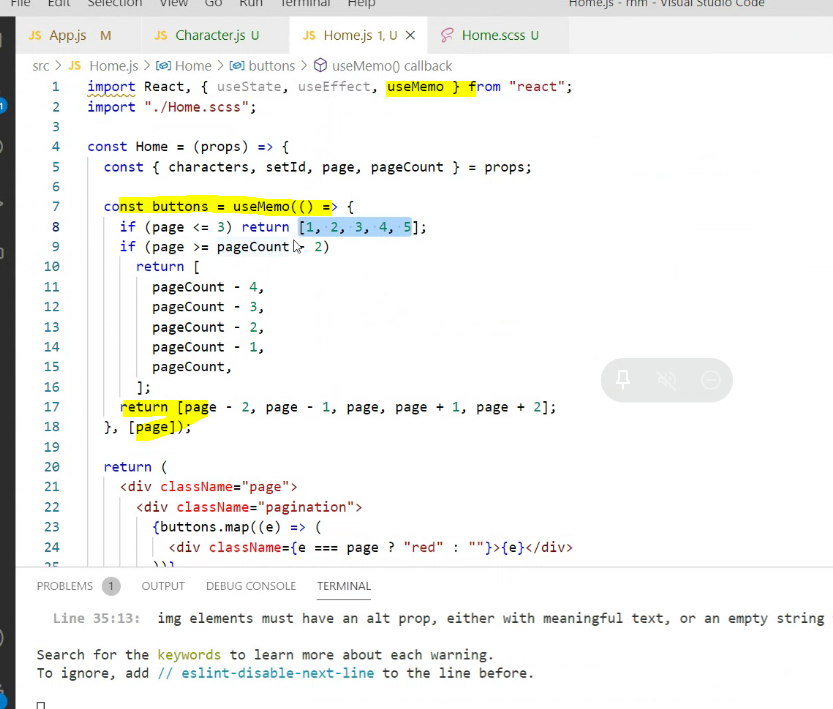 File Edit Selection View Go Run Terminal Help Home.js - rnm - Visual Studio Code
JS App.js M JS Character.js U JS Home.js 1, U × Home.scss U
src > JS Home.js > Home > buttons > useMemo() callback
1 import React, { useState, useEffect, useMemo } from "react";
2 import "./Home.scss";
3
4 const Home = (props) => {
5 const { characters, setId, page, pageCount } = props;
6
7 const buttons = useMemo(() => {
8 if (page <= 3) return [1, 2, 3, 4, 5];
9 if (page >= pageCount - 2)
10 return [
11 pageCount - 4,
12 pageCount - 3,
13 pageCount - 2,
14 pageCount - 1,
15 pageCount,
16 ];
17 return [page - 2, page - 1, page, page + 1, page + 2];
18 }, [page]);
19
20 return (
21 <div className="page">
22 <div className="pagination">
23 {buttons.map((e) => (
24 <div className={e === page ? "red" : ""}>{e}</div>
25 ))}
PROBLEMS 1 OUTPUT DEBUG CONSOLE TERMINAL
Line 35:13: img elements must have an alt prop, either with meaningful text, or an empty string
Search for the keywords to learn more about each warning.
To ignore, add // eslint-disable-next-line to the line before.